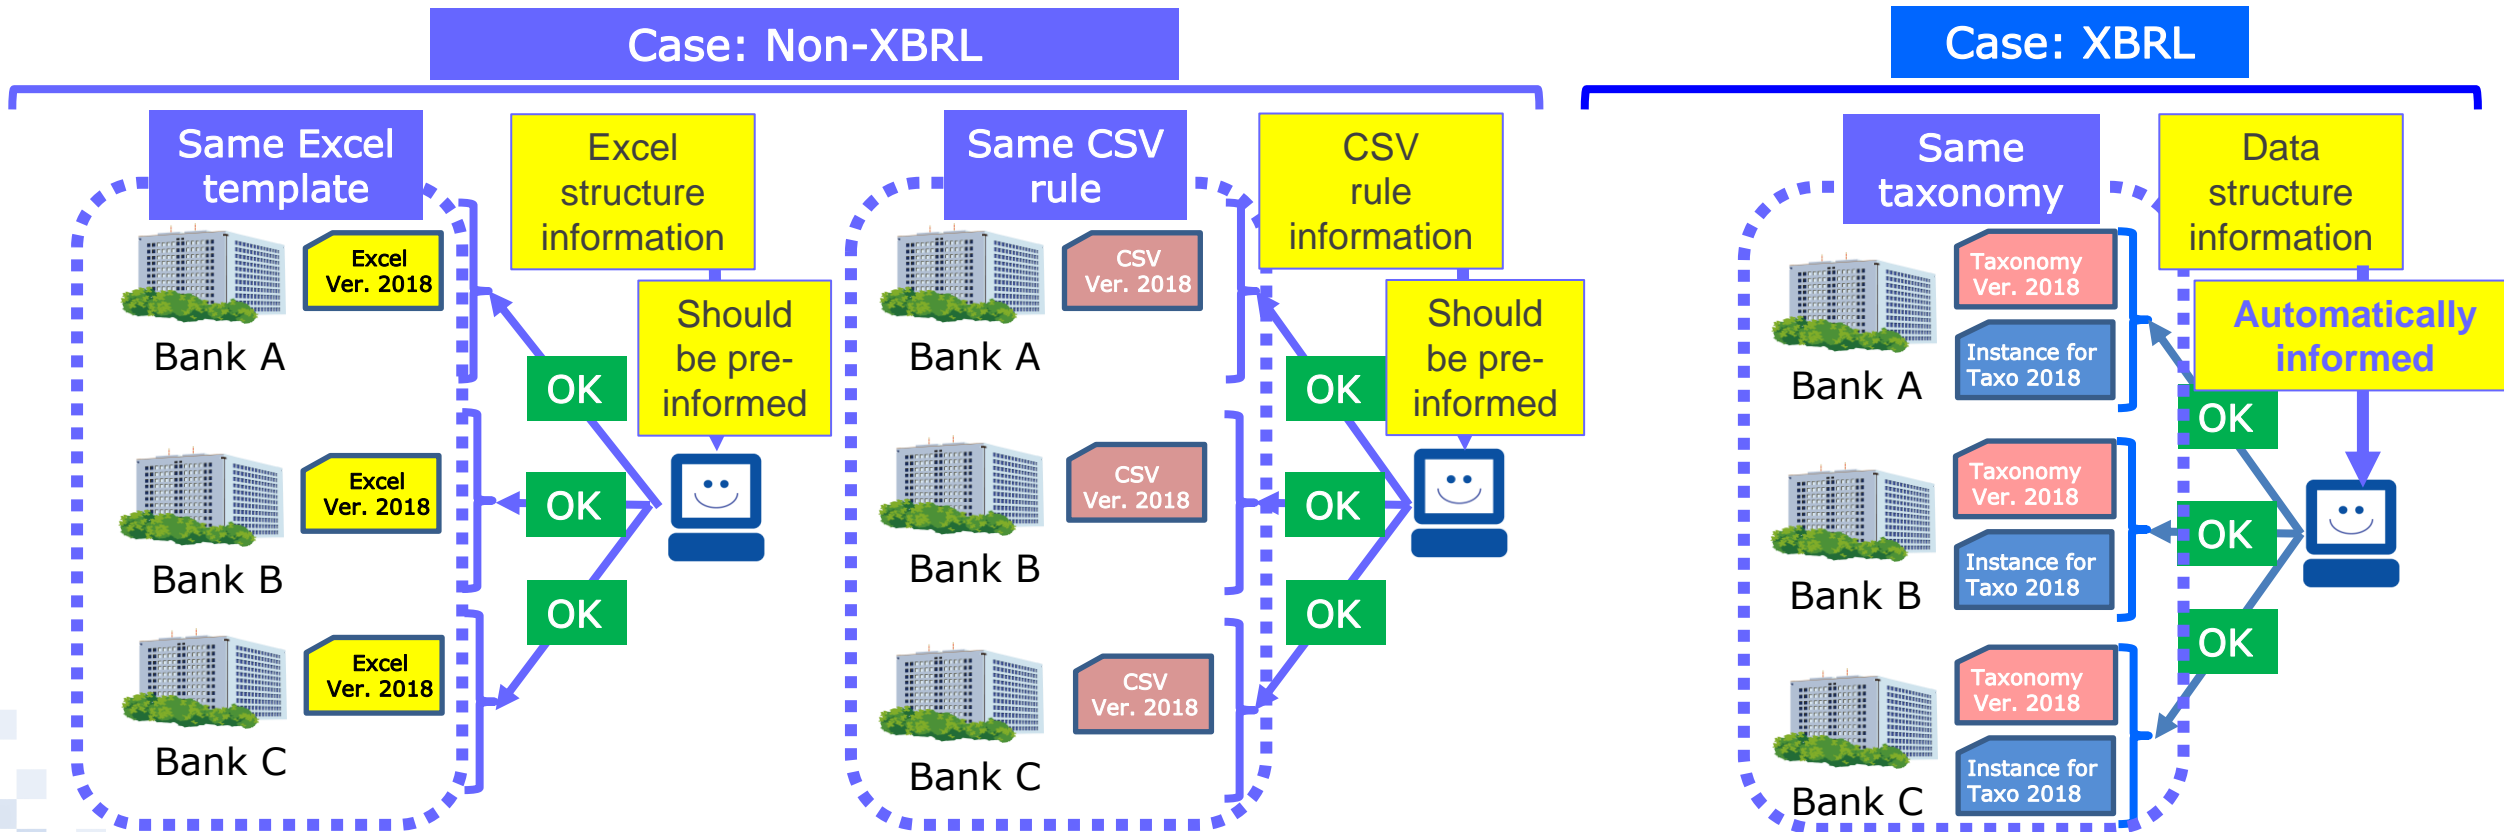 Case: Non-XBRL
Case: XBRL
Same Excel
template
Excel
structure
information
Should
be pre-
informed
Excel
Ver. 2018
Bank A
OK
Excel
Ver. 2018
Bank B
OK
Excel
Ver. 2018
Bank C
OK
Same CSV
rule
CSV
rule
information
Should
be pre-
informed
CSV
Ver. 2018
Bank A
OK
CSV
Ver. 2018
Bank B
OK
CSV
Ver. 2018
Bank C
OK
Same
taxonomy
Data
structure
information
Automatically
informed
Taxonomy
Ver. 2018
Instance for
Taxo 2018
Bank A
OK
Taxonomy
Ver. 2018
Instance for
Taxo 2018
Bank B
OK
Taxonomy
Ver. 2018
Instance for
Taxo 2018
Bank C
OK